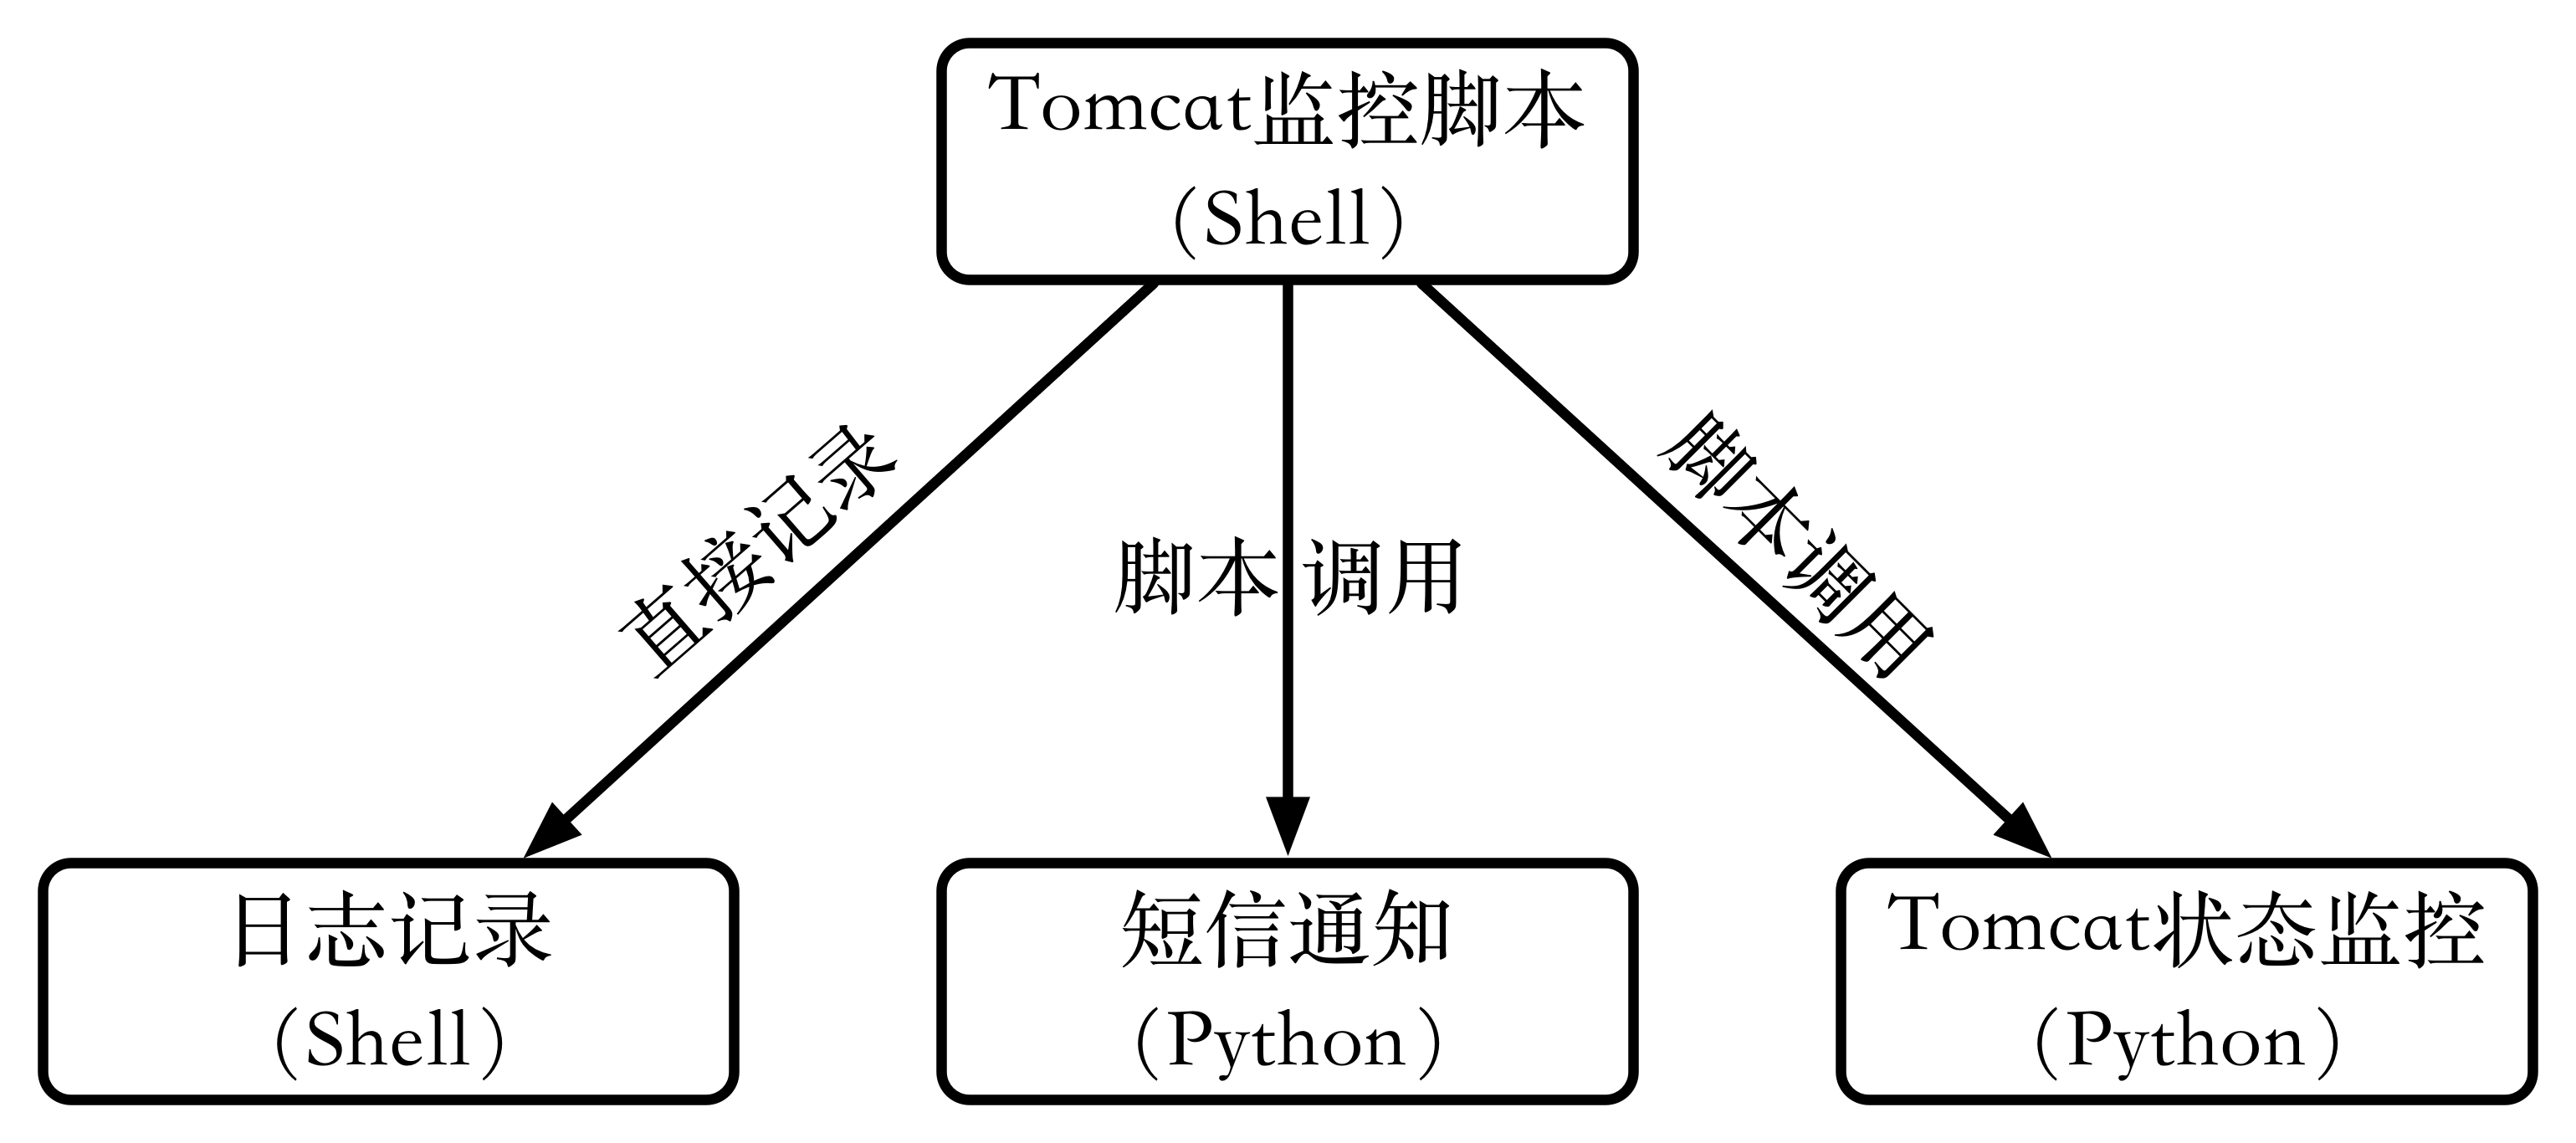 Tomcat监控脚本
（Shell）
直接记录
脚本调用
脚本调用
日志记录
（Shell）
短信通知
（Python）
Tomcat状态监控
（Python）